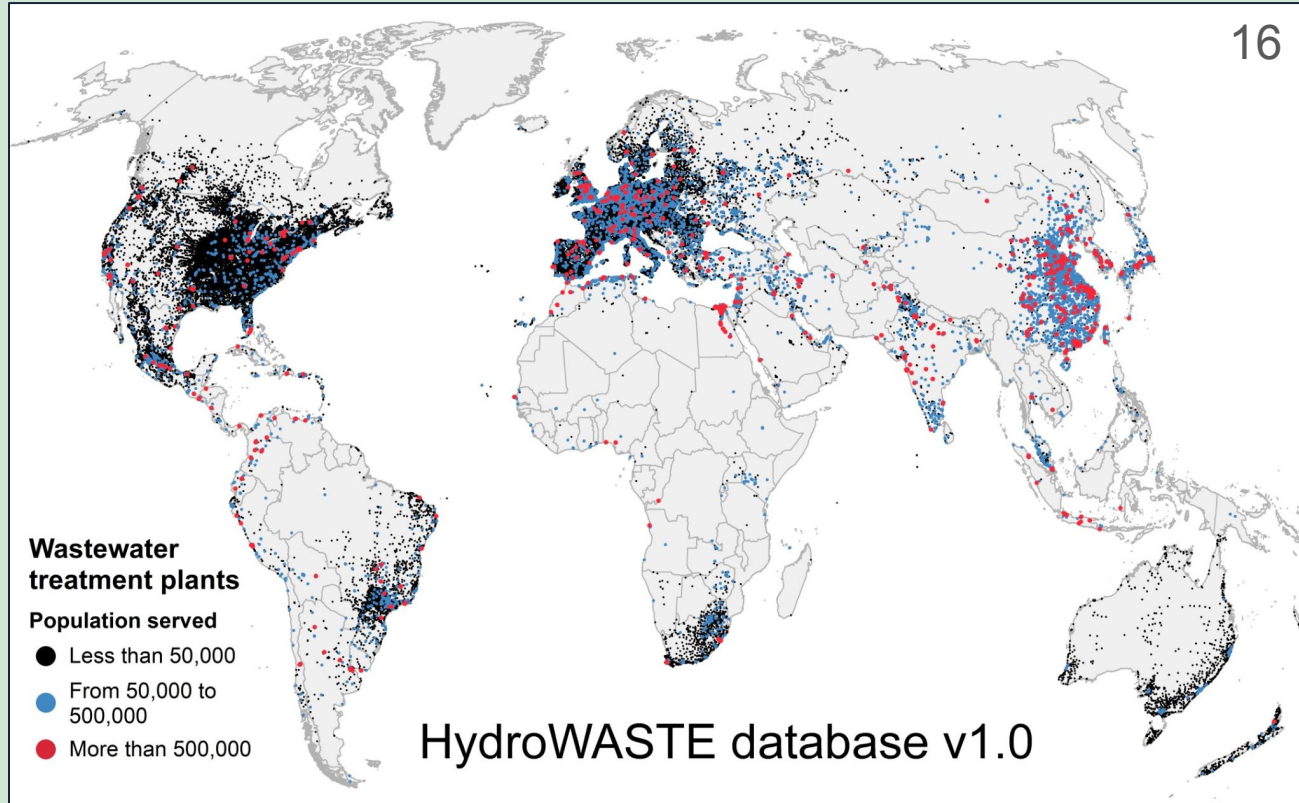 16
Wastewater
treatment plants
Population served
Less than 50,000
From 50,000 to
500,000
More than 500,000
HydroWASTE database v1.0